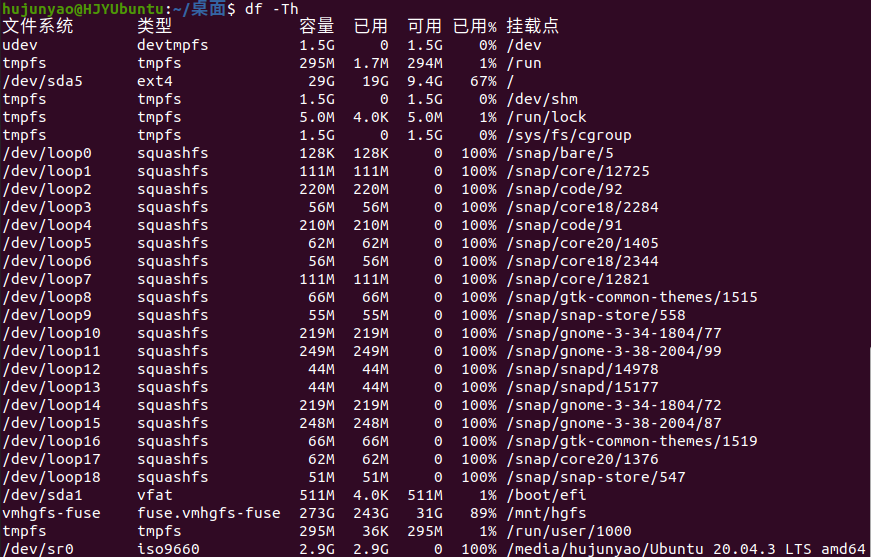 hujunyao@HJYUbuntu:~/桌面$ df -Th
文件系统 类型 容量 已用 可用 已用% 挂载点
udev devtmpfs 1.5G 0 1.5G 0% /dev
tmpfs tmpfs 295M 1.7M 294M 1% /run
/dev/sda5 ext4 29G 19G 9.4G 67% /
tmpfs tmpfs 1.5G 0 1.5G 0% /dev/shm
tmpfs tmpfs 5.0M 4.0K 5.0M 1% /run/lock
tmpfs tmpfs 1.5G 0 1.5G 0% /sys/fs/cgroup
/dev/loop0 squashfs 128K 128K 0 100% /snap/bare/5
/dev/loop1 squashfs 111M 111M 0 100% /snap/core/12725
/dev/loop2 squashfs 220M 220M 0 100% /snap/code/92
/dev/loop3 squashfs 56M 56M 0 100% /snap/core18/2284
/dev/loop4 squashfs 210M 210M 0 100% /snap/code/91
/dev/loop5 squashfs 62M 62M 0 100% /snap/core20/1405
/dev/loop6 squashfs 56M 56M 0 100% /snap/core18/2344
/dev/loop7 squashfs 111M 111M 0 100% /snap/core/12821
/dev/loop8 squashfs 66M 66M 0 100% /snap/gtk-common-themes/1515
/dev/loop9 squashfs 55M 55M 0 100% /snap/snap-store/558
/dev/loop10 squashfs 219M 219M 0 100% /snap/gnome-3-34-1804/77
/dev/loop11 squashfs 249M 249M 0 100% /snap/gnome-3-38-2004/99
/dev/loop12 squashfs 44M 44M 0 100% /snap/snapd/14978
/dev/loop13 squashfs 44M 44M 0 100% /snap/snapd/15177
/dev/loop14 squashfs 219M 219M 0 100% /snap/gnome-3-34-1804/72
/dev/loop15 squashfs 248M 248M 0 100% /snap/gnome-3-38-2004/87
/dev/loop16 squashfs 66M 66M 0 100% /snap/gtk-common-themes/1519
/dev/loop17 squashfs 62M 62M 0 100% /snap/core20/1376
/dev/loop18 squashfs 51M 51M 0 100% /snap/snap-store/547
/dev/sda1 vfat 511M 4.0K 511M 1% /boot/efi
vmhgfs-fuse fuse.vmhgfs-fuse 273G 243G 31G 89% /mnt/hgfs
tmpfs tmpfs 295M 36K 295M 1% /run/user/1000
/dev/sr0 iso9660 2.9G 2.9G 0 100% /media/hujunyao/Ubuntu 20.04.3 LTS amd64